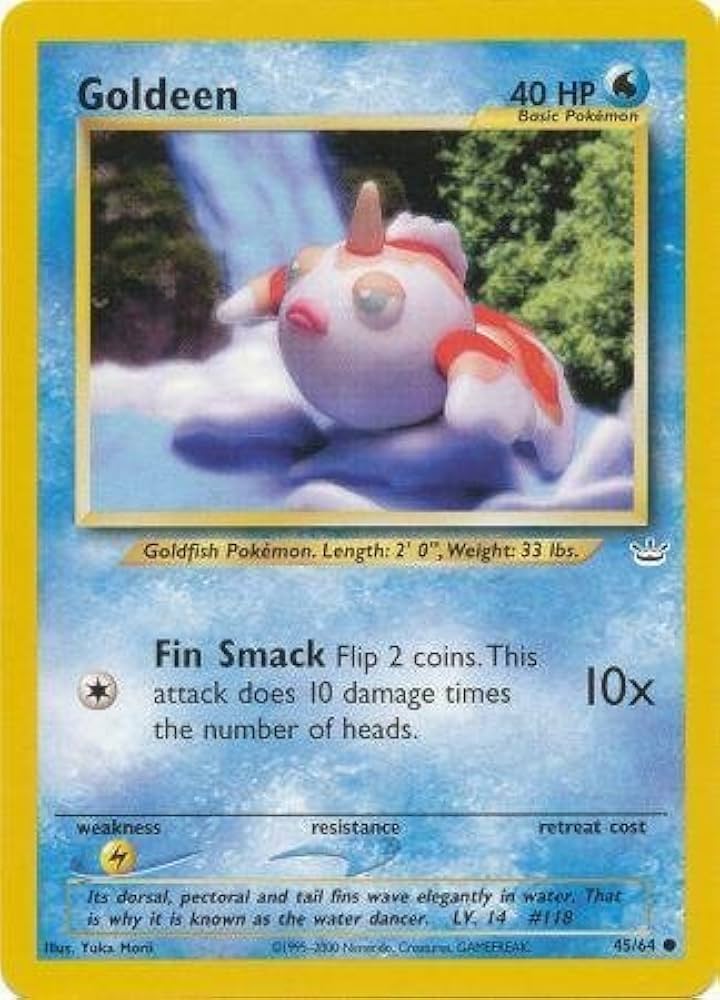 Goldeen
40 HP
Basic Pokémon
Goldfish Pokémon. Length: 2' 0", Weight: 33 lbs.
Fin Smack Flip 2 coins. This
attack does 10 damage times
the number of heads.
10x
weakness resistance retreat cost
Its dorsal, pectoral and tail fins wave elegantly in water. That
is why it is known as the water dancer. LV. 14 #118
Illus. Yuka Morii ©1995-2000 Nintendo, Creatures, GAMEFREAK. 45/64